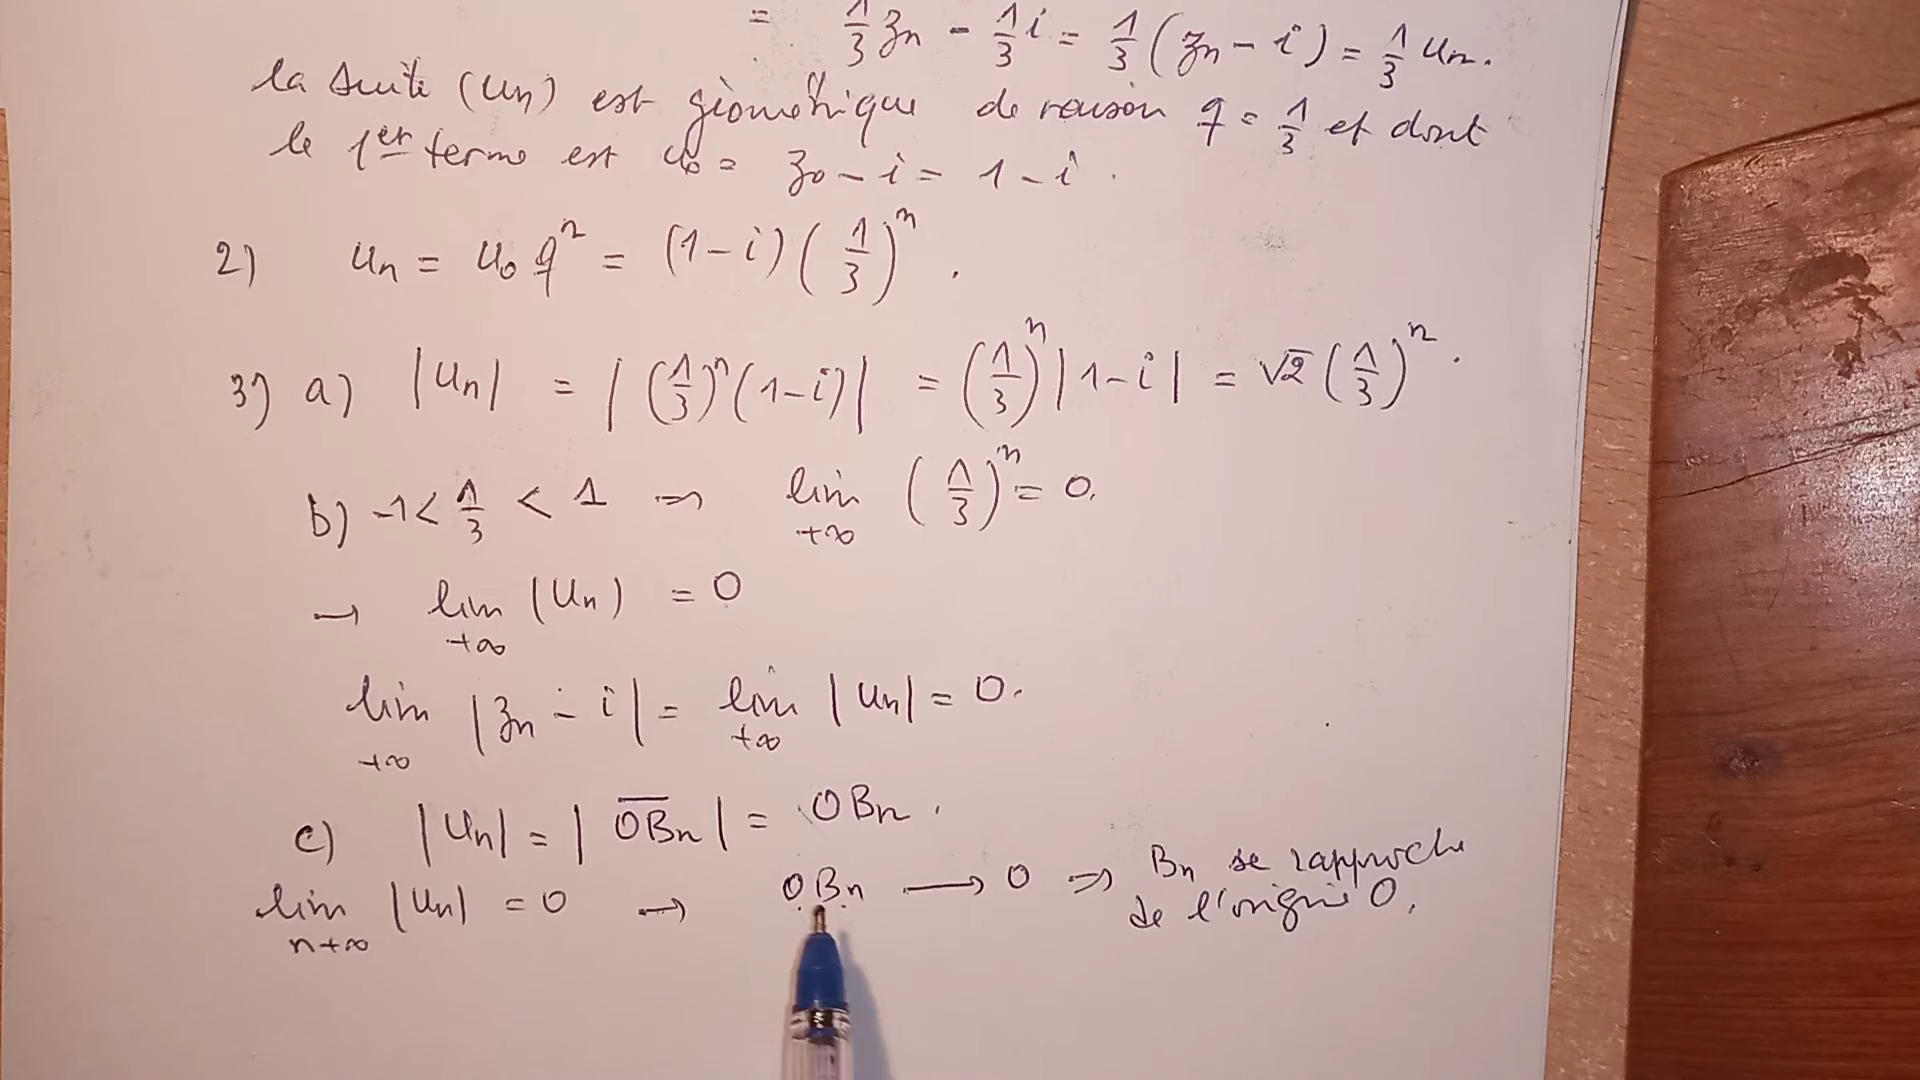 = 1/3 zn - 1/3 i = 1/3 (zn - i) = 1/3 un.
la suite (un) est géométrique de raison q = 1/3 et dont
le 1er terme est u0 = z0 - i = 1 - i.
2) un = u0 q^n = (1-i) (1/3)^n.
3) a) |un| = |(1/3)^n (1-i)| = (1/3)^n |1-i| = √2 (1/3)^n.
b) -1 < 1/3 < 1 ⇒ lim (1/3)^n = 0.
+∞
→ lim (un) = 0
+∞
lim |zn - i| = lim |un| = 0.
+∞ +∞
c) |un| = |OBn| = OBn.
lim |un| = 0 → OBn → 0 ⇒ Bn se rapproche
n+∞ de l'origine O.